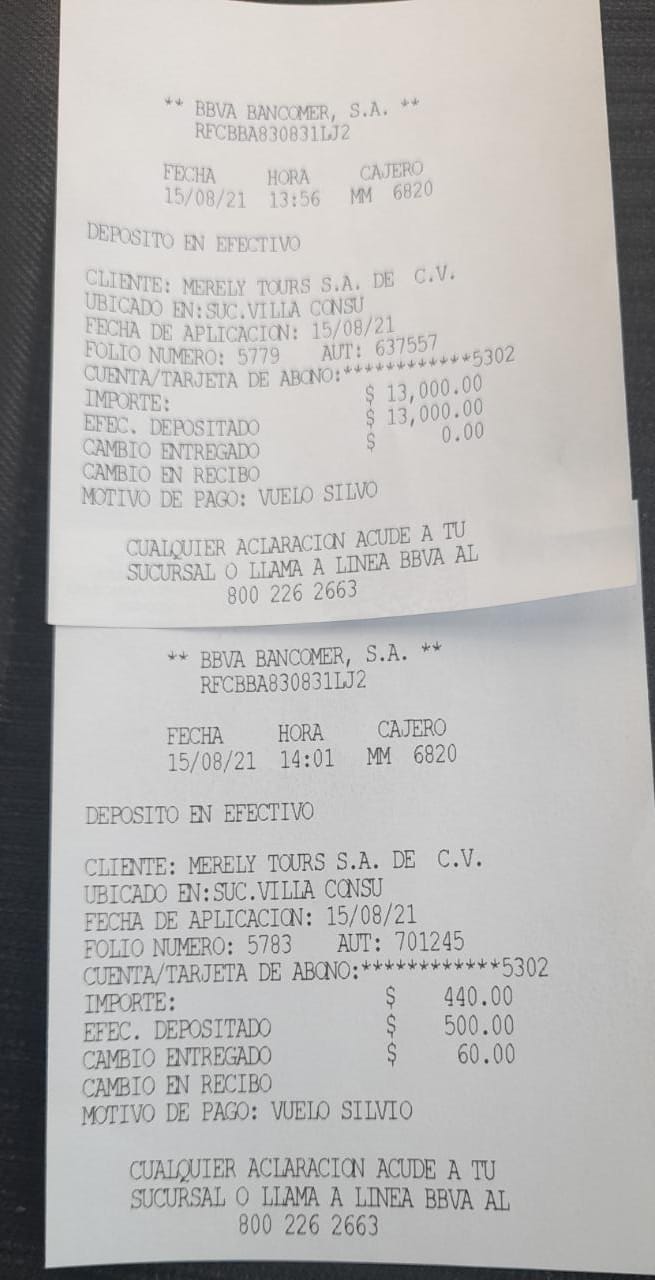 ** BBVA BANCOMER, S.A. **
RFCBBA830831LJ2
FECHA HORA CAJERO
15/08/21 13:56 MM 6820
DEPOSITO EN EFECTIVO
CLIENTE: MERELY TOURS S.A. DE C.V.
UBICADO EN:SUC.VILLA CONSU
FECHA DE APLICACION: 15/08/21
FOLIO NUMERO: 5779 AUT: 637557
CUENTA/TARJETA DE ABONO:************5302
IMPORTE: $ 13,000.00
EFEC. DEPOSITADO $ 13,000.00
CAMBIO ENTREGADO $ 0.00
CAMBIO EN RECIBO
MOTIVO DE PAGO: VUELO SILVO
CUALQUIER ACLARACION ACUDE A TU
SUCURSAL O LLAMA A LINEA BBVA AL
800 226 2663
** BBVA BANCOMER, S.A. **
RFCBBA830831LJ2
FECHA HORA CAJERO
15/08/21 14:01 MM 6820
DEPOSITO EN EFECTIVO
CLIENTE: MERELY TOURS S.A. DE C.V.
UBICADO EN:SUC.VILLA CONSU
FECHA DE APLICACION: 15/08/21
FOLIO NUMERO: 5783 AUT: 701245
CUENTA/TARJETA DE ABONO:************5302
IMPORTE: $ 440.00
EFEC. DEPOSITADO $ 500.00
CAMBIO ENTREGADO $ 60.00
CAMBIO EN RECIBO
MOTIVO DE PAGO: VUELO SILVIO
CUALQUIER ACLARACION ACUDE A TU
SUCURSAL O LLAMA A LINEA BBVA AL
800 226 2663